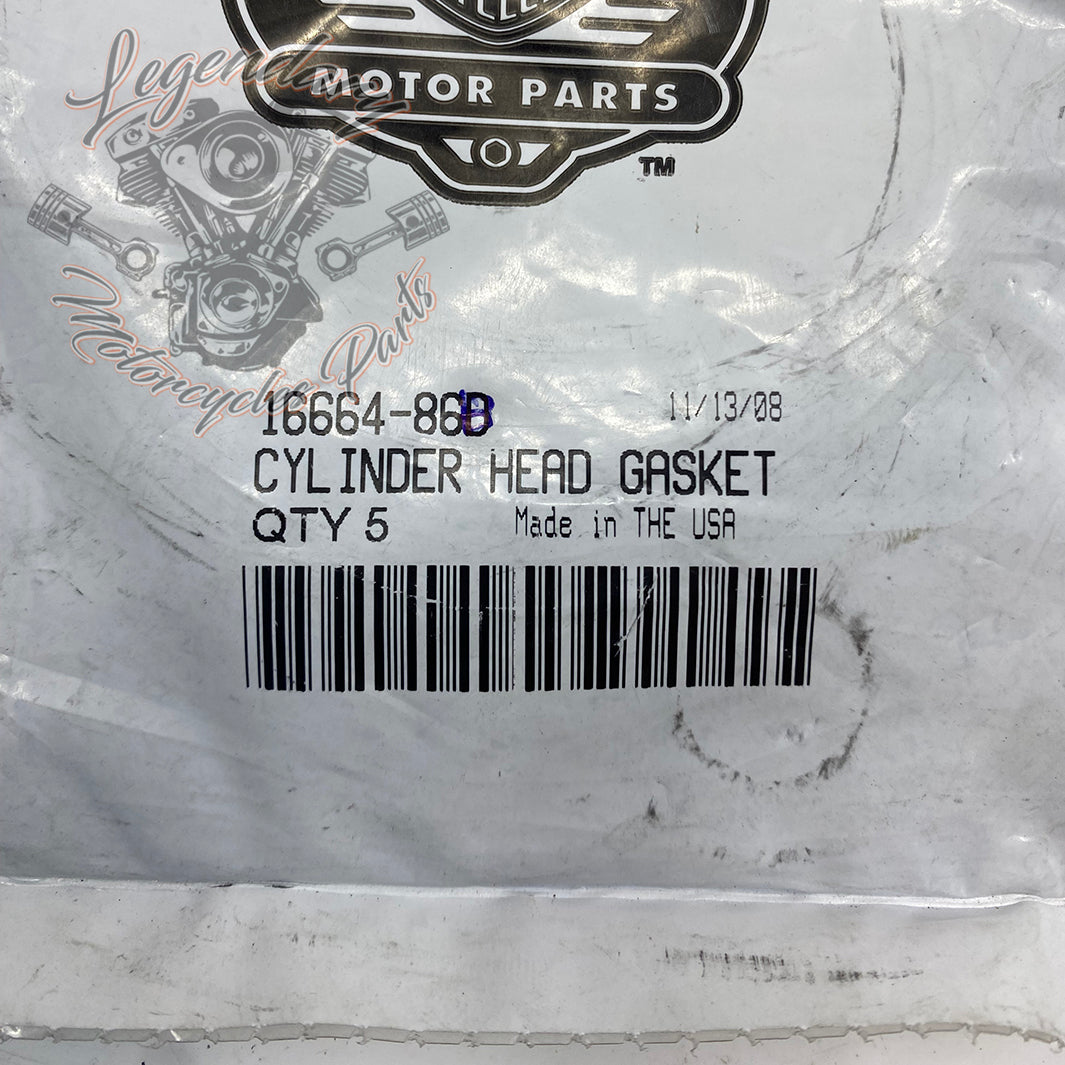 MOTOR PARTS
TM
Legendary
Motorcycle Parts
16664-86B 11/13/08
CYLINDER HEAD GASKET
QTY 5 Made in THE USA